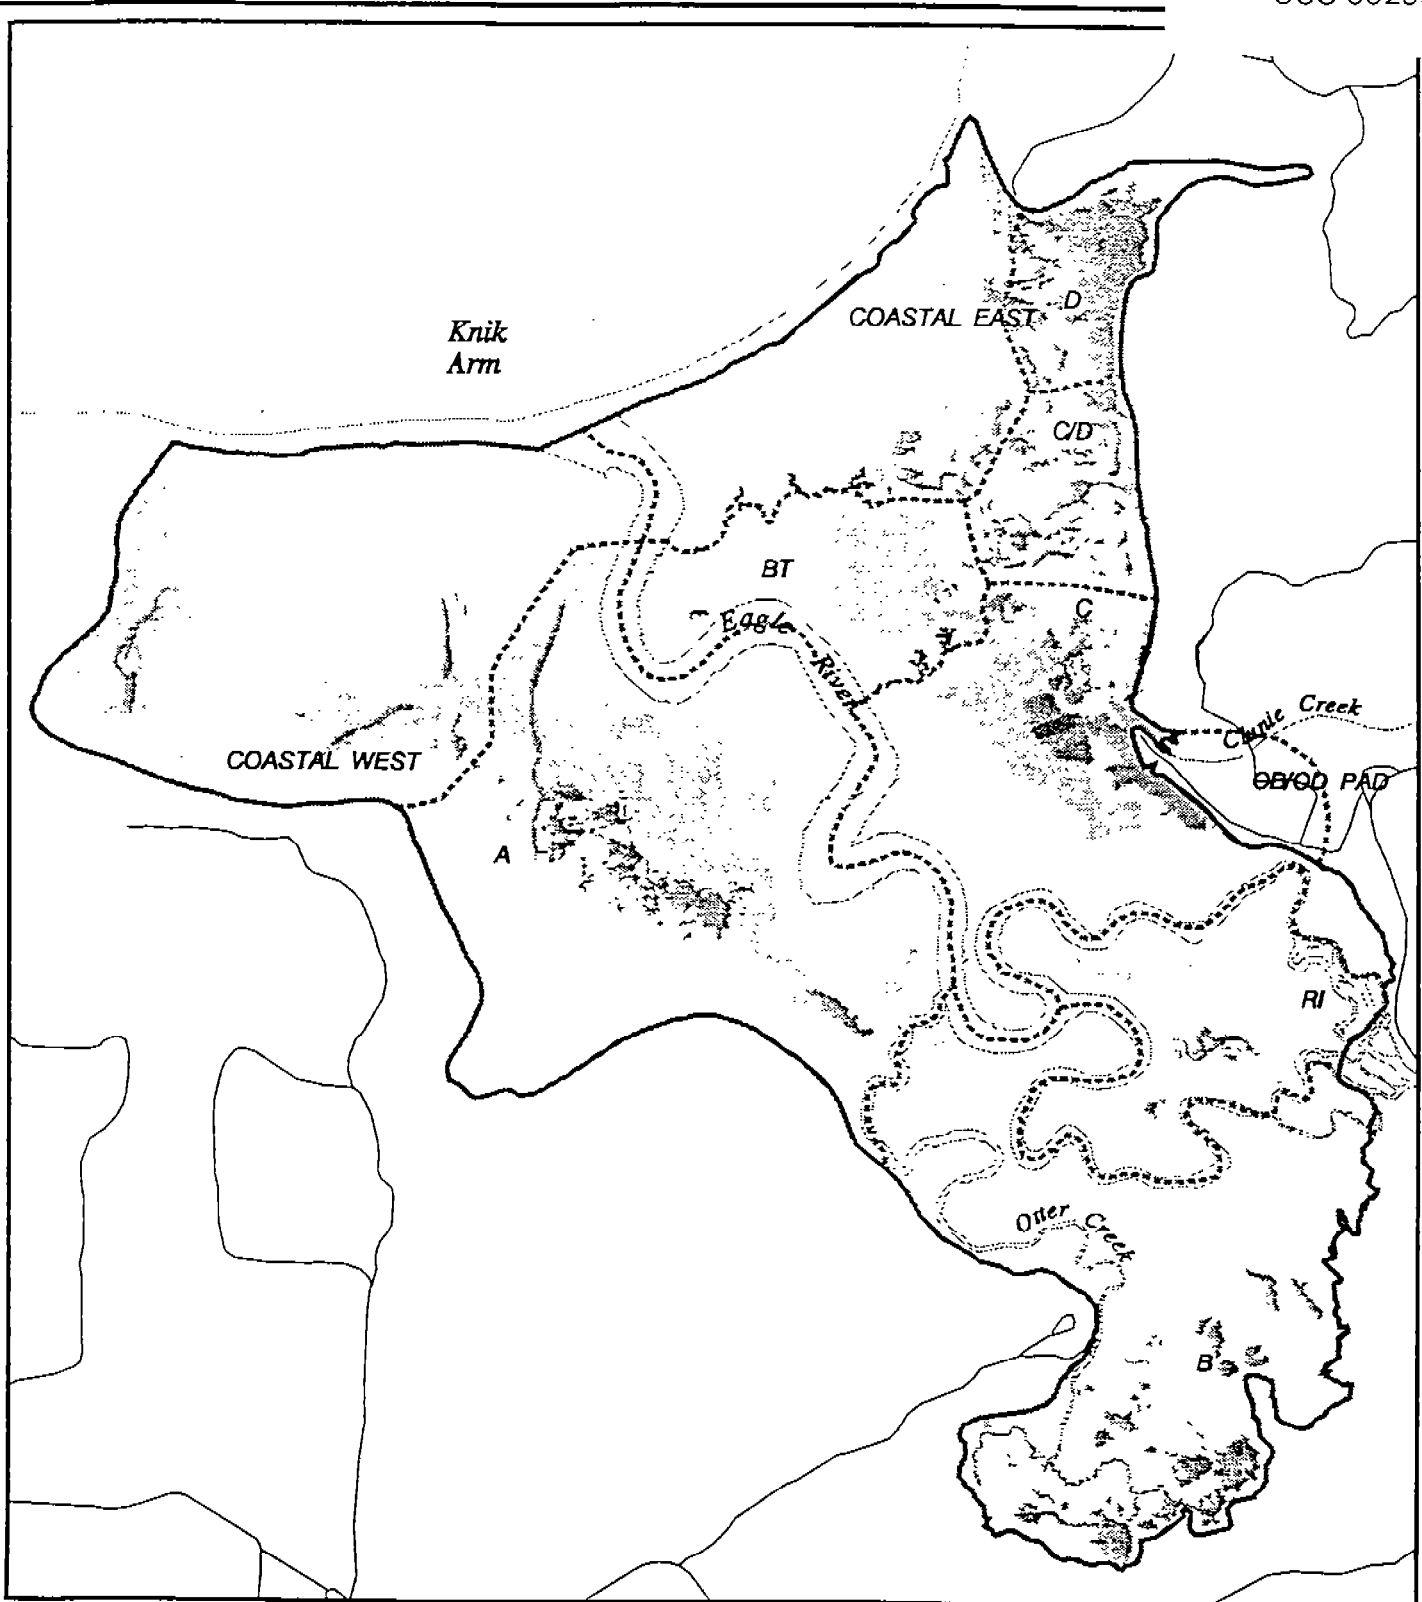 Knik
Arm
COASTAL EAST
D
C/D
BT
C
Eagle
River
Clunie Creek
COASTAL WEST
OB/OD PAD
A
RI
Otter Creek
B